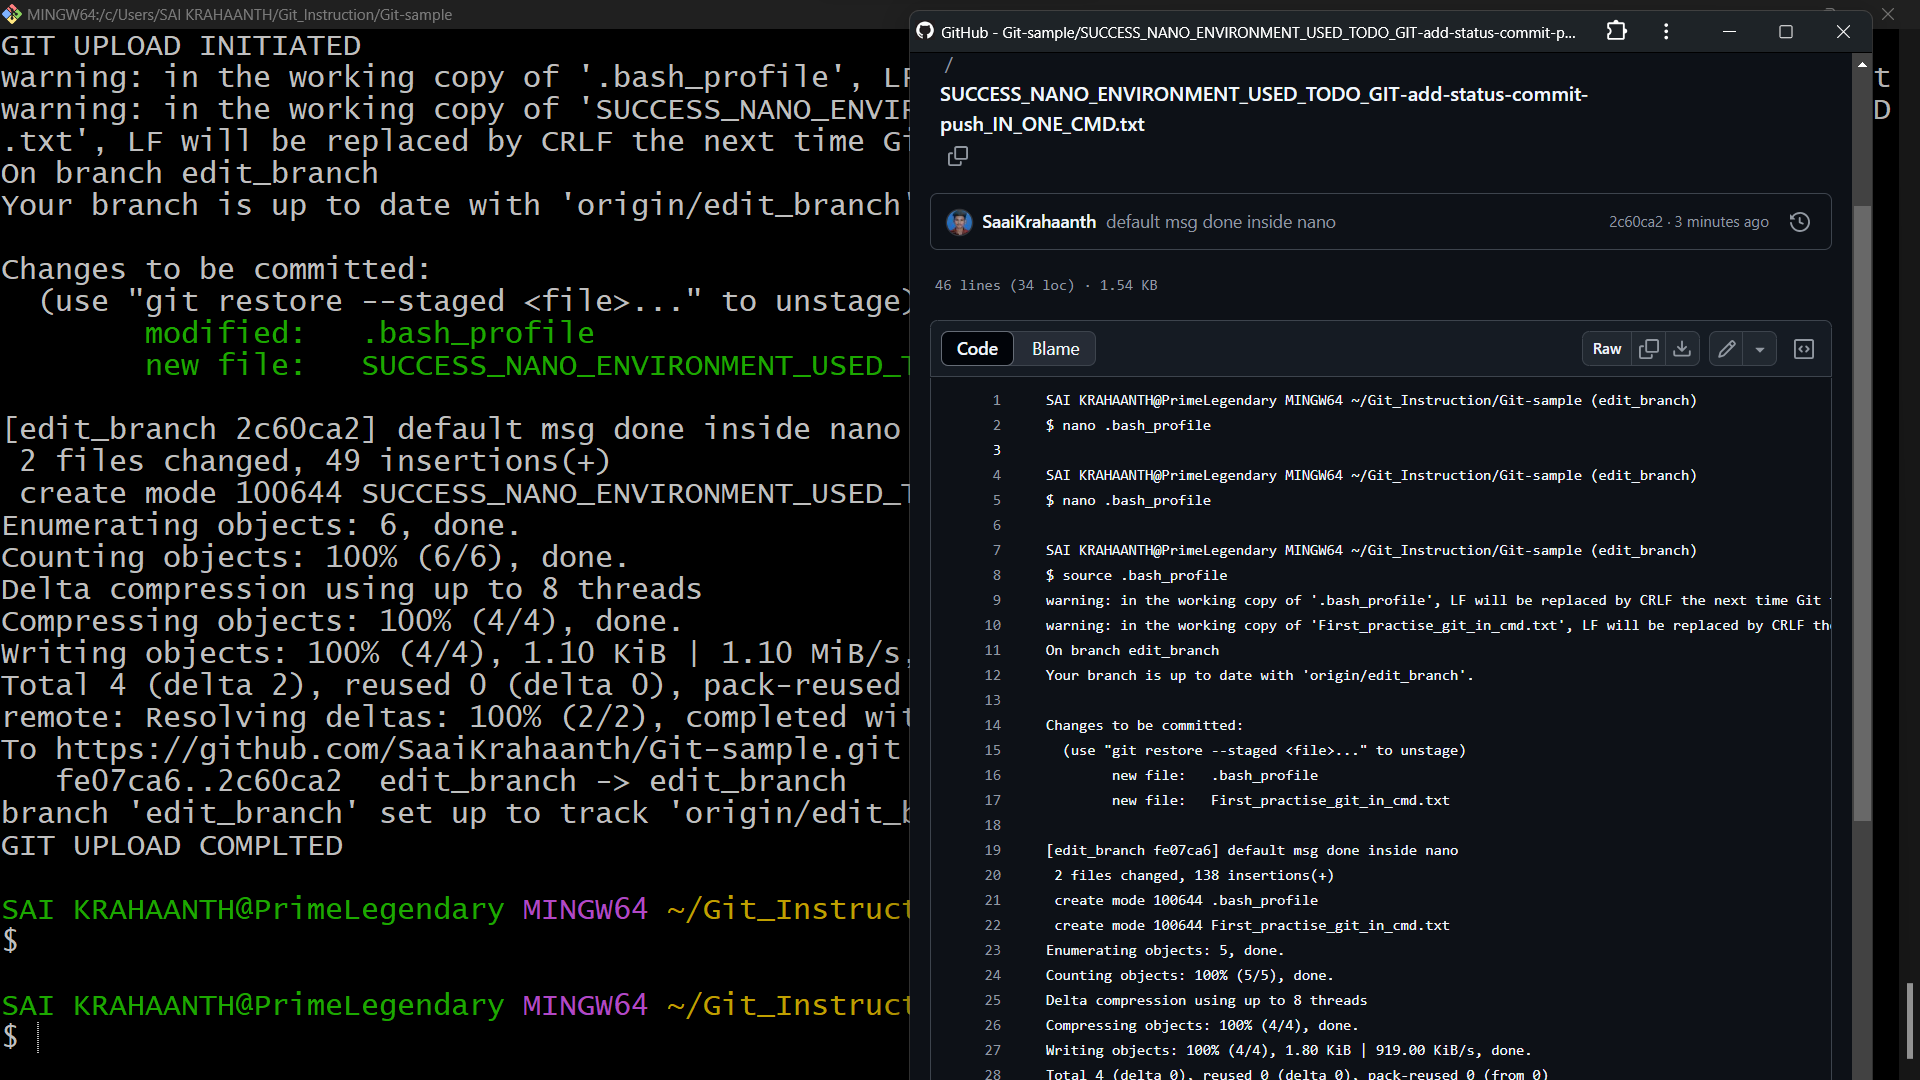 MINGW64:/c/Users/SAI KRAHAANTH/Git_Instruction/Git-sample
GIT UPLOAD INITIATED
warning: in the working copy of '.bash_profile', LF
warning: in the working copy of 'SUCCESS_NANO_ENVIR
.txt', LF will be replaced by CRLF the next time Gi
On branch edit_branch
Your branch is up to date with 'origin/edit_branch'
Changes to be committed:
(use "git restore --staged <file>..." to unstage)
modified: .bash_profile
new file: SUCCESS_NANO_ENVIRONMENT_USED_T
[edit_branch 2c60ca2] default msg done inside nano
2 files changed, 49 insertions(+)
create mode 100644 SUCCESS_NANO_ENVIRONMENT_USED_T
Enumerating objects: 6, done.
Counting objects: 100% (6/6), done.
Delta compression using up to 8 threads
Compressing objects: 100% (4/4), done.
Writing objects: 100% (4/4), 1.10 KiB | 1.10 MiB/s,
Total 4 (delta 2), reused 0 (delta 0), pack-reused
remote: Resolving deltas: 100% (2/2), completed wit
To https://github.com/SaaiKrahaanth/Git-sample.git
fe07ca6..2c60ca2 edit_branch -> edit_branch
branch 'edit_branch' set up to track 'origin/edit_b
GIT UPLOAD COMPLTED
SAI KRAHAANTH@PrimeLegendary MINGW64 ~/Git_Instruct
$
SAI KRAHAANTH@PrimeLegendary MINGW64 ~/Git_Instruct
$
t
D
GitHub - Git-sample/SUCCESS_NANO_ENVIRONMENT_USED_TODO_GIT-add-status-commit-p...
/
SUCCESS_NANO_ENVIRONMENT_USED_TODO_GIT-add-status-commit-
push_IN_ONE_CMD.txt
SaaiKrahaanth default msg done inside nano 2c60ca2 · 3 minutes ago
46 lines (34 loc) · 1.54 KB
Code Blame Raw
1 SAI KRAHAANTH@PrimeLegendary MINGW64 ~/Git_Instruction/Git-sample (edit_branch)
2 $ nano .bash_profile
3
4 SAI KRAHAANTH@PrimeLegendary MINGW64 ~/Git_Instruction/Git-sample (edit_branch)
5 $ nano .bash_profile
6
7 SAI KRAHAANTH@PrimeLegendary MINGW64 ~/Git_Instruction/Git-sample (edit_branch)
8 $ source .bash_profile
9 warning: in the working copy of '.bash_profile', LF will be replaced by CRLF the next time Git
10 warning: in the working copy of 'First_practise_git_in_cmd.txt', LF will be replaced by CRLF th
11 On branch edit_branch
12 Your branch is up to date with 'origin/edit_branch'.
13
14 Changes to be committed:
15 (use "git restore --staged <file>..." to unstage)
16 new file: .bash_profile
17 new file: First_practise_git_in_cmd.txt
18
19 [edit_branch fe07ca6] default msg done inside nano
20 2 files changed, 138 insertions(+)
21 create mode 100644 .bash_profile
22 create mode 100644 First_practise_git_in_cmd.txt
23 Enumerating objects: 5, done.
24 Counting objects: 100% (5/5), done.
25 Delta compression using up to 8 threads
26 Compressing objects: 100% (4/4), done.
27 Writing objects: 100% (4/4), 1.80 KiB | 919.00 KiB/s, done.
28 Total 4 (delta 0), reused 0 (delta 0), pack-reused 0 (from 0)